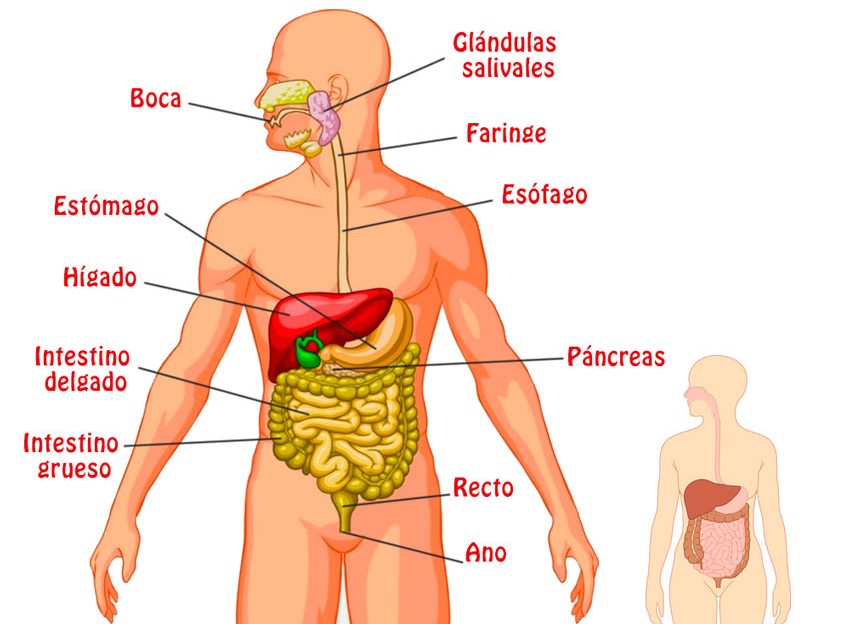 Glándulas
salivales
Boca
Faringe
Esófago
Estómago
Hígado
Intestino
delgado
Páncreas
Intestino
grueso
Recto
Ano